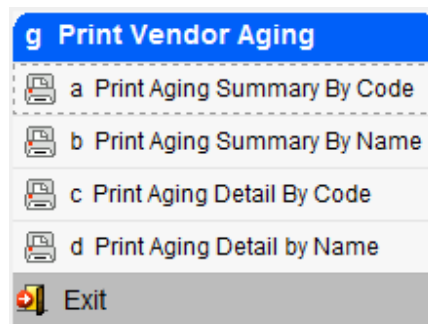 g Print Vendor Aging
a Print Aging Summary By Code
b Print Aging Summary By Name
c Print Aging Detail By Code
d Print Aging Detail by Name
Exit